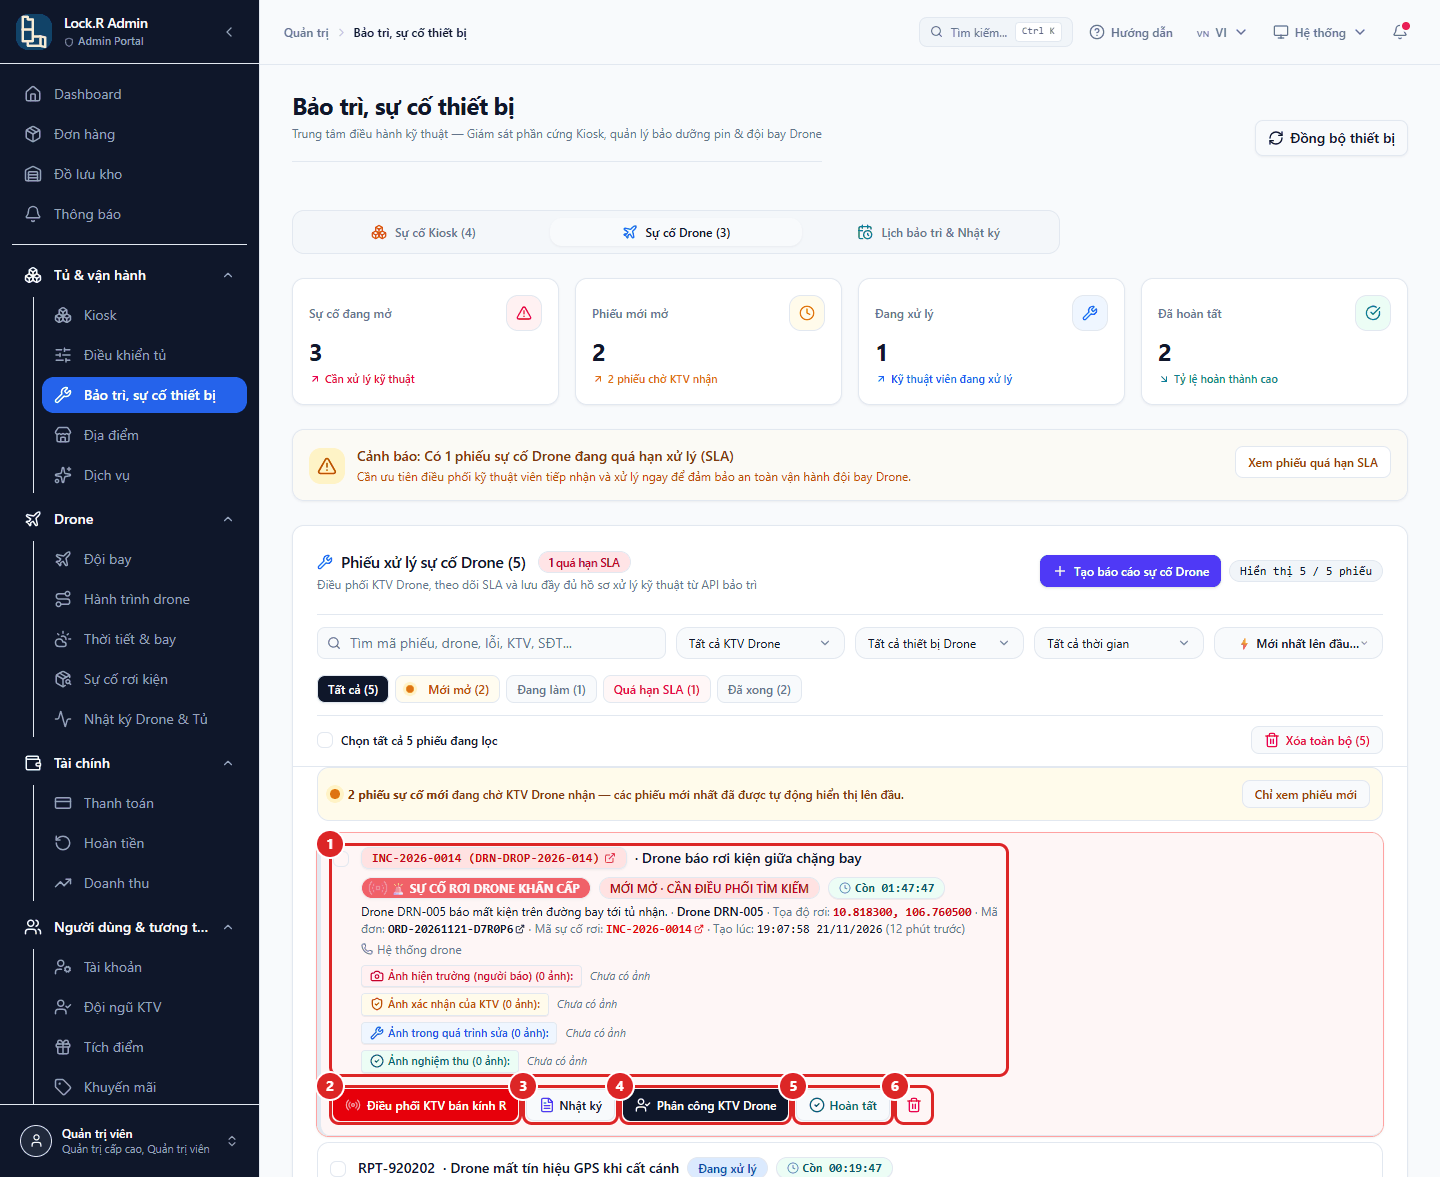 Lock.R Admin
Admin Portal
Dashboard
Đơn hàng
Đồ lưu kho
Thông báo
Tủ & vận hành
Kiosk
Điều khiển tủ
Bảo trì, sự cố thiết bị
Địa điểm
Dịch vụ
Drone
Đội bay
Hành trình drone
Thời tiết & bay
Sự cố rơi kiện
Nhật ký Drone & Tủ
Tài chính
Thanh toán
Hoàn tiền
Doanh thu
Người dùng & tương t...
Tài khoản
Đội ngũ KTV
Tích điểm
Khuyến mãi
Quản trị viên
Quản trị cấp cao, Quản trị viên
Quản trị > Bảo trì, sự cố thiết bị
Tìm kiếm... Ctrl K
Hướng dẫn
VN VI
Hệ thống
Bảo trì, sự cố thiết bị
Trung tâm điều hành kỹ thuật — Giám sát phần cứng Kiosk, quản lý bảo dưỡng pin & đội bay Drone
Đồng bộ thiết bị
Sự cố Kiosk (4)
Sự cố Drone (3)
Lịch bảo trì & Nhật ký
Sự cố đang mở
3
Cần xử lý kỹ thuật
Phiếu mới mở
2
2 phiếu chờ KTV nhận
Đang xử lý
1
Kỹ thuật viên đang xử lý
Đã hoàn tất
2
Tỷ lệ hoàn thành cao
Cảnh báo: Có 1 phiếu sự cố Drone đang quá hạn xử lý (SLA)
Cần ưu tiên điều phối kỹ thuật viên tiếp nhận và xử lý ngay để đảm bảo an toàn vận hành đội bay Drone.
Xem phiếu quá hạn SLA
Phiếu xử lý sự cố Drone (5) 1 quá hạn SLA
Điều phối KTV Drone, theo dõi SLA và lưu đầy đủ hồ sơ xử lý kỹ thuật từ API bảo trì
Tạo báo cáo sự cố Drone
Hiển thị 5 / 5 phiếu
Tìm mã phiếu, drone, lỗi, KTV, SĐT...
Tất cả KTV Drone
Tất cả thiết bị Drone
Tất cả thời gian
Mới nhất lên đầu...
Tất cả (5)
Mới mở (2)
Đang làm (1)
Quá hạn SLA (1)
Đã xong (2)
Chọn tất cả 5 phiếu đang lọc
Xóa toàn bộ (5)
2 phiếu sự cố mới đang chờ KTV Drone nhận — các phiếu mới nhất đã được tự động hiển thị lên đầu.
Chỉ xem phiếu mới
1
INC-2026-0014 (DRN-DROP-2026-014) · Drone báo rơi kiện giữa chặng bay
SỰ CỐ RƠI DRONE KHẨN CẤP MỚI MỞ · CẦN ĐIỀU PHỐI TÌM KIẾM Còn 01:47:47
Drone DRN-005 báo mất kiện trên đường bay tới tủ nhận. · Drone DRN-005 · Tọa độ rơi: 10.818300, 106.760500 · Mã
đơn: ORD-20261121-D7R0P6 · Mã sự cố rơi: INC-2026-0014 · Tạo lúc: 19:07:58 21/11/2026 (12 phút trước)
Hệ thống drone
Ảnh hiện trường (người báo) (0 ảnh): Chưa có ảnh
Ảnh xác nhận của KTV (0 ảnh): Chưa có ảnh
Ảnh trong quá trình sửa (0 ảnh): Chưa có ảnh
Ảnh nghiệm thu (0 ảnh): Chưa có ảnh
2 3 4 5 6
Điều phối KTV bán kính R
Nhật ký
Phân công KTV Drone
Hoàn tất
RPT-920202 · Drone mất tín hiệu GPS khi cất cánh Đang xử lý Còn 00:19:47